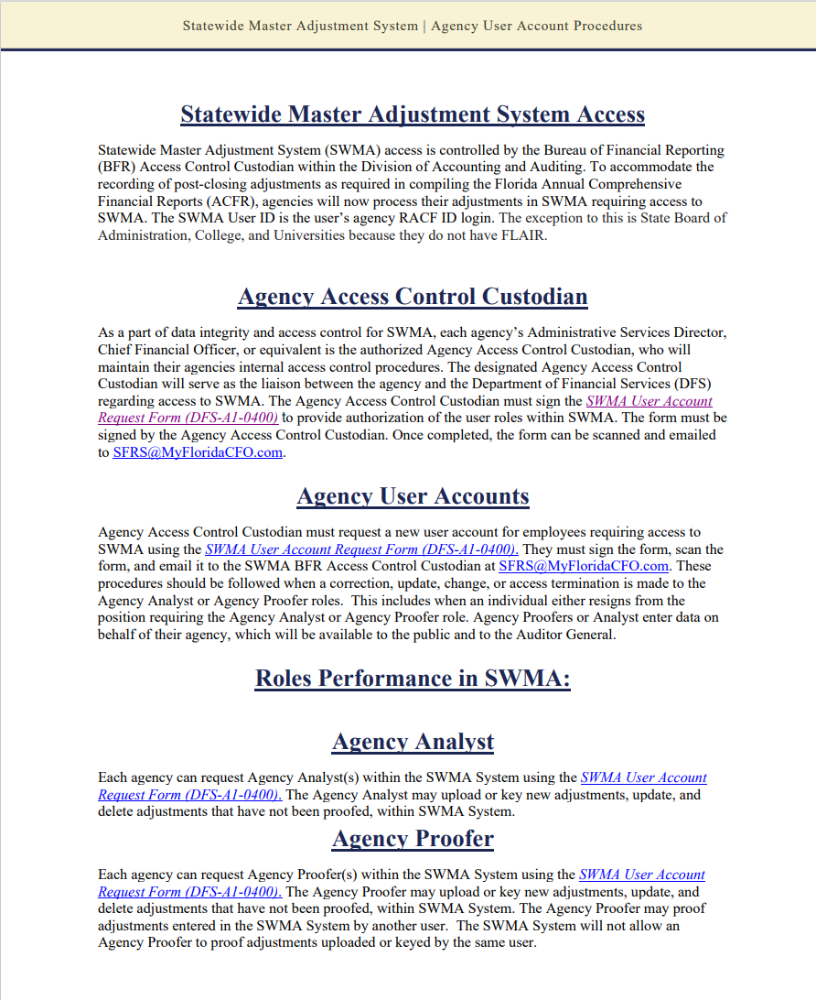 Statewide Master Adjustment System | Agency User Account Procedures
Statewide Master Adjustment System Access
Statewide Master Adjustment System (SWMA) access is controlled by the Bureau of Financial Reporting
(BFR) Access Control Custodian within the Division of Accounting and Auditing. To accommodate the
recording of post-closing adjustments as required in compiling the Florida Annual Comprehensive
Financial Reports (ACFR), agencies will now process their adjustments in SWMA requiring access to
SWMA. The SWMA User ID is the user’s agency RACF ID login. The exception to this is State Board of
Administration, College, and Universities because they do not have FLAIR.
Agency Access Control Custodian
As a part of data integrity and access control for SWMA, each agency’s Administrative Services Director,
Chief Financial Officer, or equivalent is the authorized Agency Access Control Custodian, who will
maintain their agencies internal access control procedures. The designated Agency Access Control
Custodian will serve as the liaison between the agency and the Department of Financial Services (DFS)
regarding access to SWMA. The Agency Access Control Custodian must sign the SWMA User Account
Request Form (DFS-A1-0400) to provide authorization of the user roles within SWMA. The form must be
signed by the Agency Access Control Custodian. Once completed, the form can be scanned and emailed
to SFRS@MyFloridaCFO.com.
Agency User Accounts
Agency Access Control Custodian must request a new user account for employees requiring access to
SWMA using the SWMA User Account Request Form (DFS-A1-0400). They must sign the form, scan the
form, and email it to the SWMA BFR Access Control Custodian at SFRS@MyFloridaCFO.com. These
procedures should be followed when a correction, update, change, or access termination is made to the
Agency Analyst or Agency Proofer roles.  This includes when an individual either resigns from the
position requiring the Agency Analyst or Agency Proofer role. Agency Proofers or Analyst enter data on
behalf of their agency, which will be available to the public and to the Auditor General.
Roles Performance in SWMA:
Agency Analyst
Each agency can request Agency Analyst(s) within the SWMA System using the SWMA User Account
Request Form (DFS-A1-0400). The Agency Analyst may upload or key new adjustments, update, and
delete adjustments that have not been proofed, within SWMA System.
Agency Proofer
Each agency can request Agency Proofer(s) within the SWMA System using the SWMA User Account
Request Form (DFS-A1-0400). The Agency Proofer may upload or key new adjustments, update, and
delete adjustments that have not been proofed, within SWMA System. The Agency Proofer may proof
adjustments entered in the SWMA System by another user.  The SWMA System will not allow an
Agency Proofer to proof adjustments uploaded or keyed by the same user.